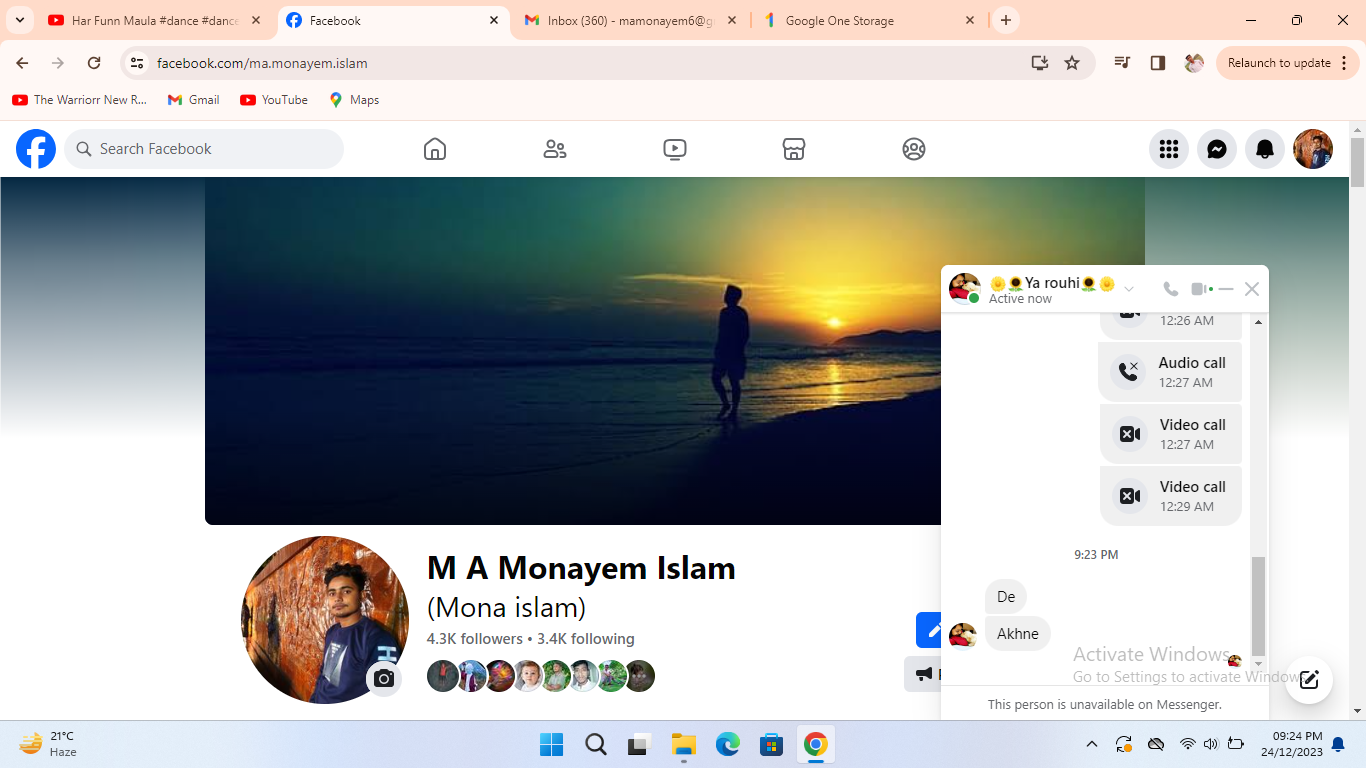 Har Funn Maula #dance #dance
Facebook
Inbox (360) - mamonayem6@g
Google One Storage
facebook.com/ma.monayem.islam
Relaunch to update
The Warriorr New R...
Gmail
YouTube
Maps
Search Facebook
🌼🌻Ya rouhi🌻🌼
Active now
12:26 AM
Audio call
12:27 AM
Video call
12:27 AM
Video call
12:29 AM
9:23 PM
De
Akhne
M A Monayem Islam
(Mona islam)
4.3K followers • 3.4K following
Activate Windows
Go to Settings to activate Windows.
This person is unavailable on Messenger.
21°C
Haze
09:24 PM
24/12/2023